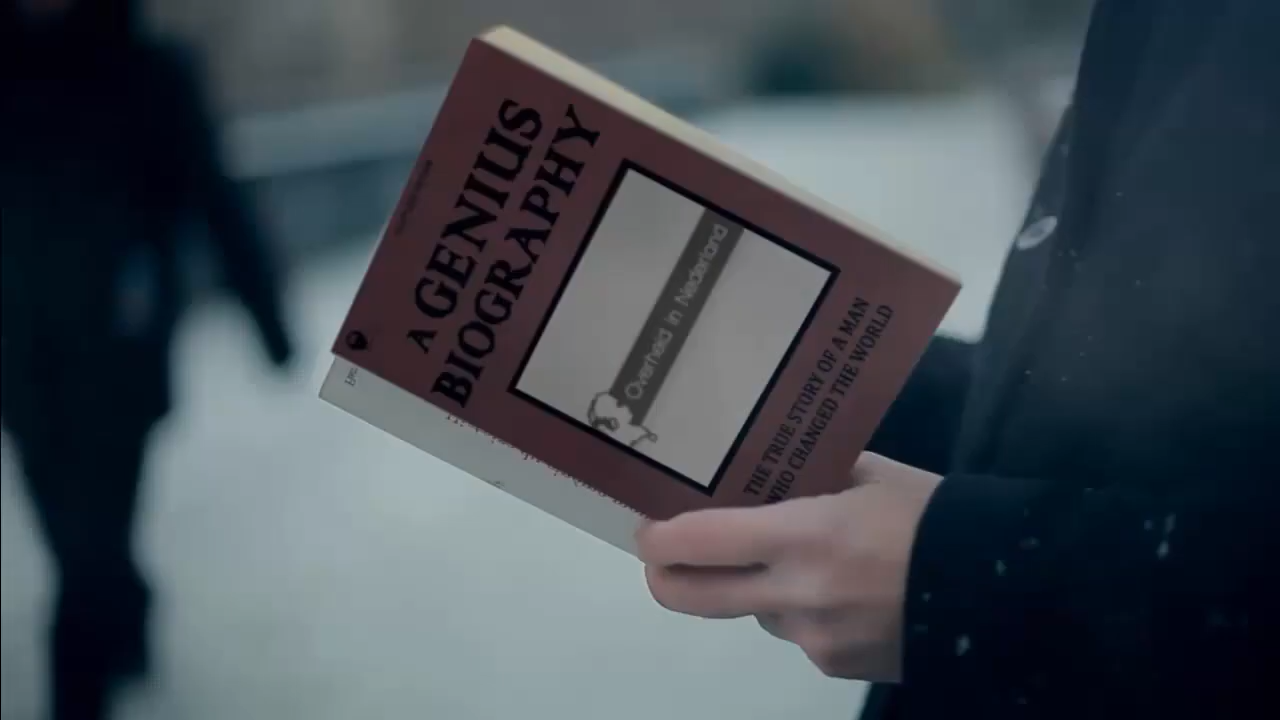 A GENIUS
BIOGRAPHY
Overheid in Nederland
THE TRUE STORY OF A MAN
WHO CHANGED THE WORLD